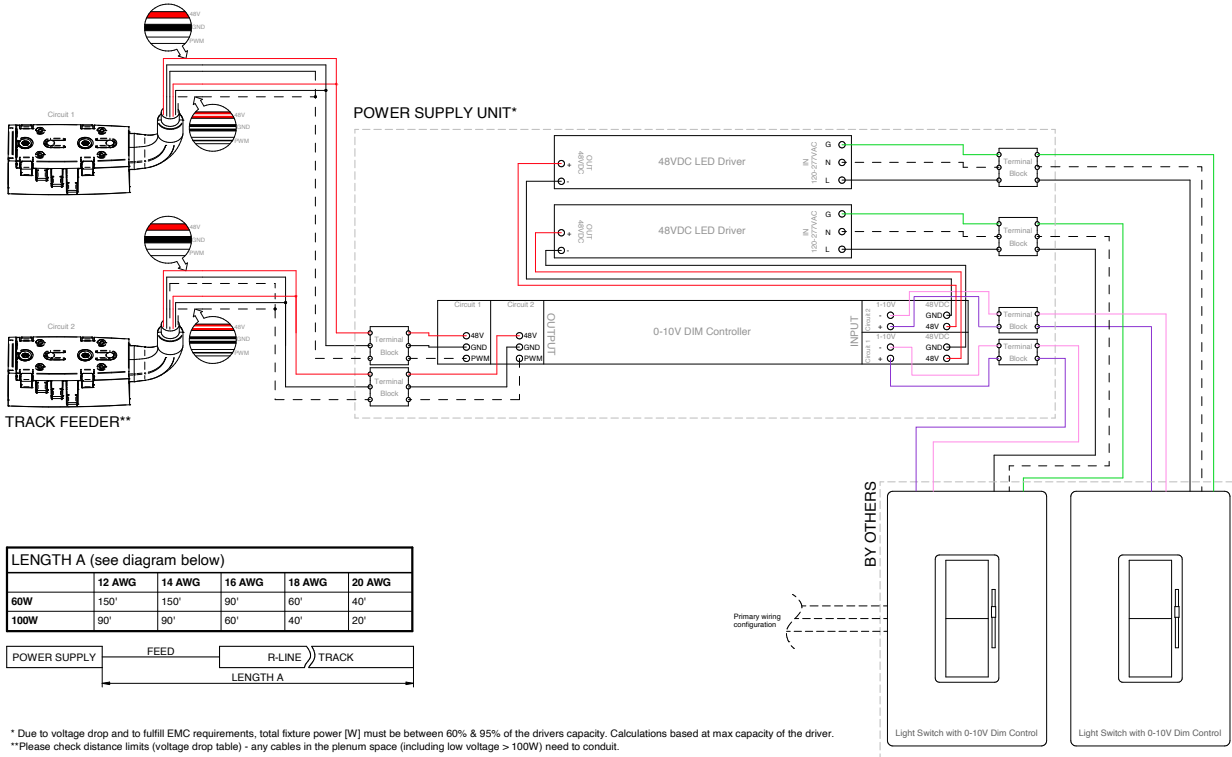 48V
GND
PWM
Circuit 1
48V
GND
PWM
POWER SUPPLY UNIT*
48VDC LED Driver
+
-
OUT
48VDC
IN
120-277VAC
G
N
L
Terminal
Block
48VDC LED Driver
+
-
OUT
48VDC
IN
120-277VAC
G
N
L
Terminal
Block
48V
GND
PWM
Circuit 2
48V
GND
PWM
TRACK FEEDER**
Terminal
Block
Terminal
Block
Circuit 1
48V
GND
PWM
Circuit 2
48V
GND
PWM
OUTPUT
0-10V DIM Controller
INPUT
Circuit 2
1-10V
-
+
48VDC
GND
48V
Circuit 1
1-10V
-
+
48VDC
GND
48V
Terminal
Block
Terminal
Block
BY OTHERS
Primary wiring
configuration
Light Switch with 0-10V Dim Control
Light Switch with 0-10V Dim Control
LENGTH A (see diagram below)
12 AWG 14 AWG 16 AWG 18 AWG 20 AWG
60W 150' 150' 90' 60' 40'
100W 90' 90' 60' 40' 20'
POWER SUPPLY FEED R-LINE TRACK
LENGTH A
* Due to voltage drop and to fulfill EMC requirements, total fixture power [W] must be between 60% & 95% of the drivers capacity. Calculations based at max capacity of the driver.
**Please check distance limits (voltage drop table) - any cables in the plenum space (including low voltage > 100W) need to conduit.